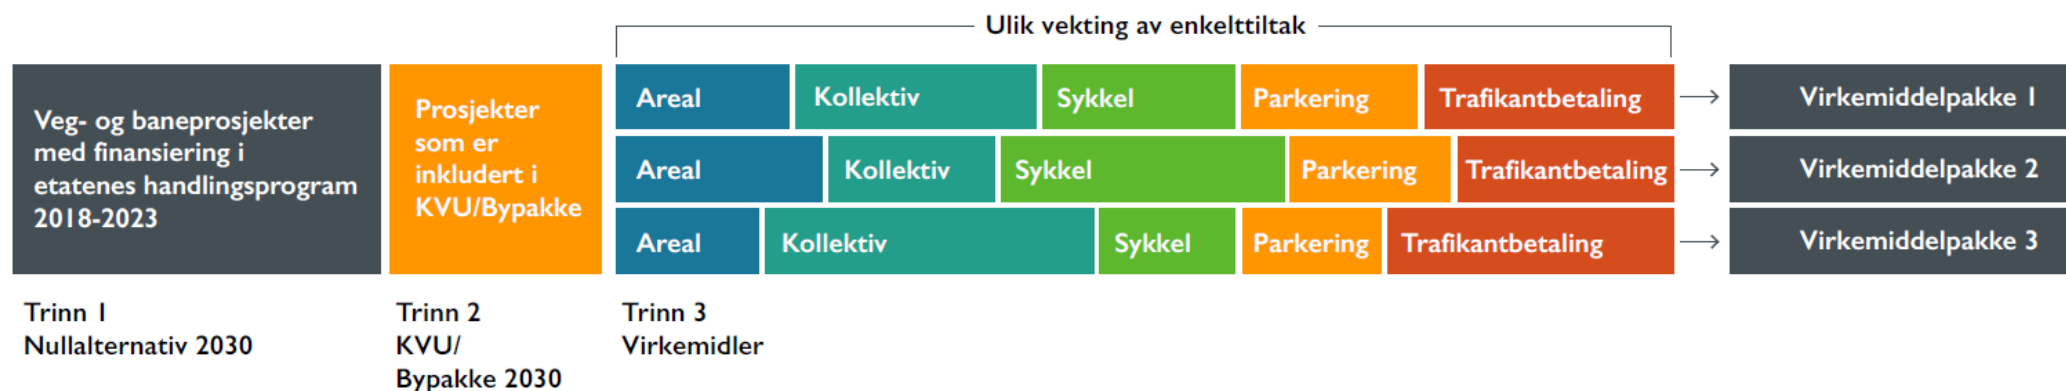 Ulik vekting av enkelttiltak
Veg- og baneprosjekter
med finansiering i
etatenes handlingsprogram
2018-2023
Prosjekter
som er
inkludert i
KVU/Bypakke
Areal
Kollektiv
Sykkel
Parkering
Trafikantbetaling
Virkemiddelpakke 1
Areal
Kollektiv
Sykkel
Parkering
Trafikantbetaling
Virkemiddelpakke 2
Areal
Kollektiv
Sykkel
Parkering
Trafikantbetaling
Virkemiddelpakke 3
Trinn 1
Nullalternativ 2030
Trinn 2
KVU/
Bypakke 2030
Trinn 3
Virkemidler